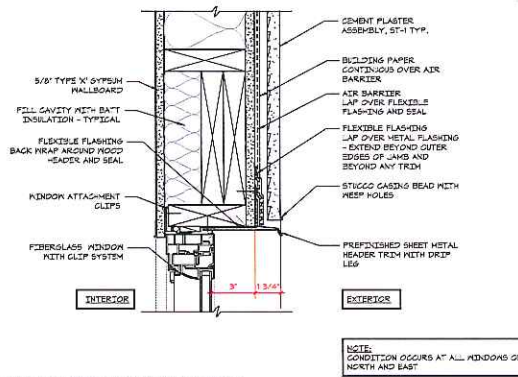 CEMENT PLASTER
ASSEMBLY, ST-1 TYP.
BUILDING PAPER
CONTINUOUS OVER AIR
BARRIER
AIR BARRIER
LAP OVER FLEXIBLE
FLASHING AND SEAL
FLEXIBLE FLASHING
LAP OVER METAL FLASHING
- EXTEND BEYOND OUTER
EDGES OF JAMB AND
BEYOND ANY TRIM
STUCCO CASING BEAD WITH
WEEP HOLES
PREFINISHED SHEET METAL
HEADER TRIM WITH DRIP
LEG
5/8" TYPE 'X' GYPSUM
WALLBOARD
FILL CAVITY WITH BATT
INSULATION - TYPICAL
FLEXIBLE FLASHING
BACK WRAP AROUND WOOD
HEADER AND SEAL
WINDOW ATTACHMENT
CLIPS
FIBERGLASS WINDOW
WITH CLIP SYSTEM
3"
1 3/4"
INTERIOR
EXTERIOR
NOTE:
CONDITION OCCURS AT ALL WINDOWS
NORTH AND EAST